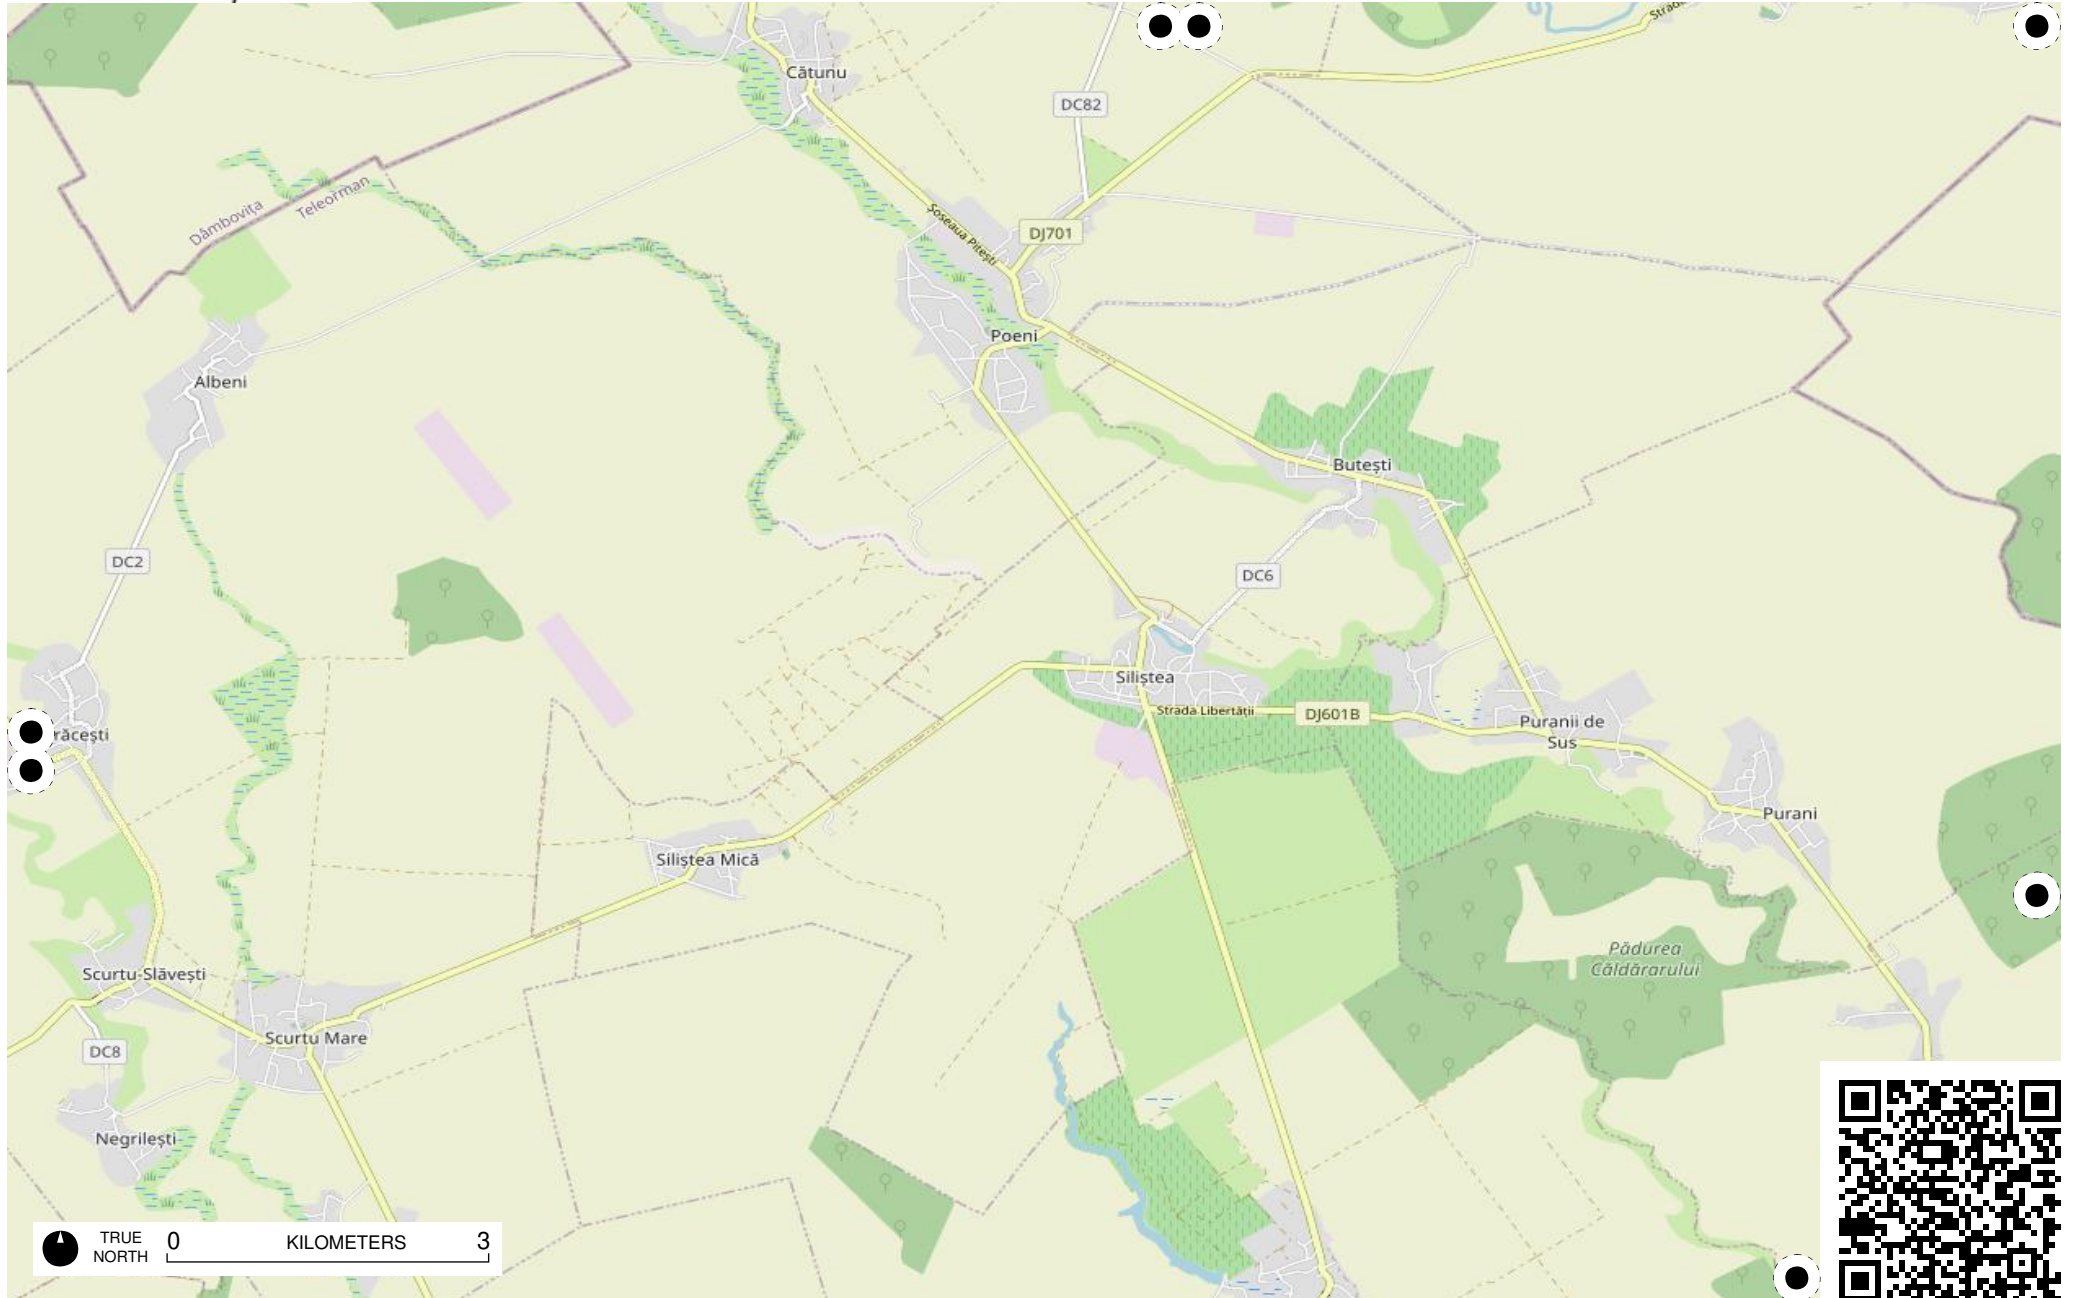 Strada
Cătunu
DC82
Dâmbovița
Teleorman
Șoseaua Pitești
DJ701
Poeni
Albeni
Butești
DC2
DC6
Siliștea
Strada Libertății
DJ601B
Puranii de
Sus
răcești
Purani
Siliștea Mică
Pădurea
Căldărarului
Scurtu-Slăvești
Scurtu Mare
DC8
Negrilești
TRUE
NORTH
0 KILOMETERS 3